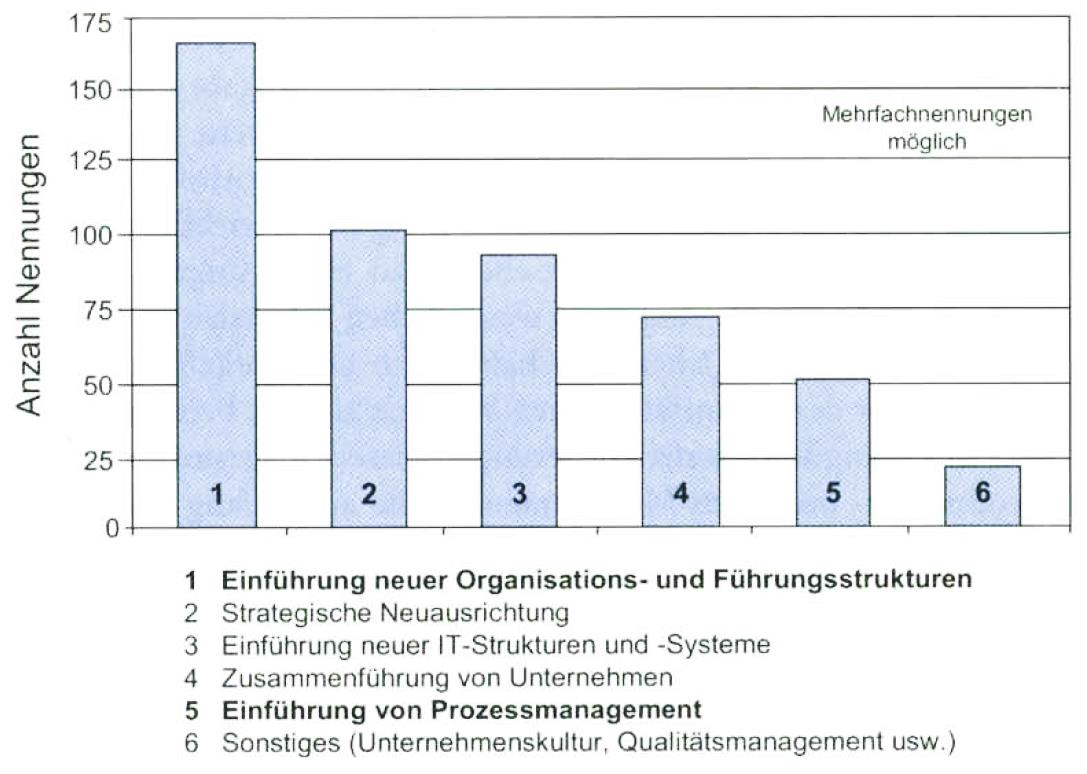 175
150
125
100
75
50
25
0
Anzahl Nennungen
Mehrfachnennungen
möglich
1 2 3 4 5 6
1 Einführung neuer Organisations- und Führungsstrukturen
2 Strategische Neuausrichtung
3 Einführung neuer IT-Strukturen und -Systeme
4 Zusammenführung von Unternehmen
5 Einführung von Prozessmanagement
6 Sonstiges (Unternehmenskultur, Qualitätsmanagement usw.)